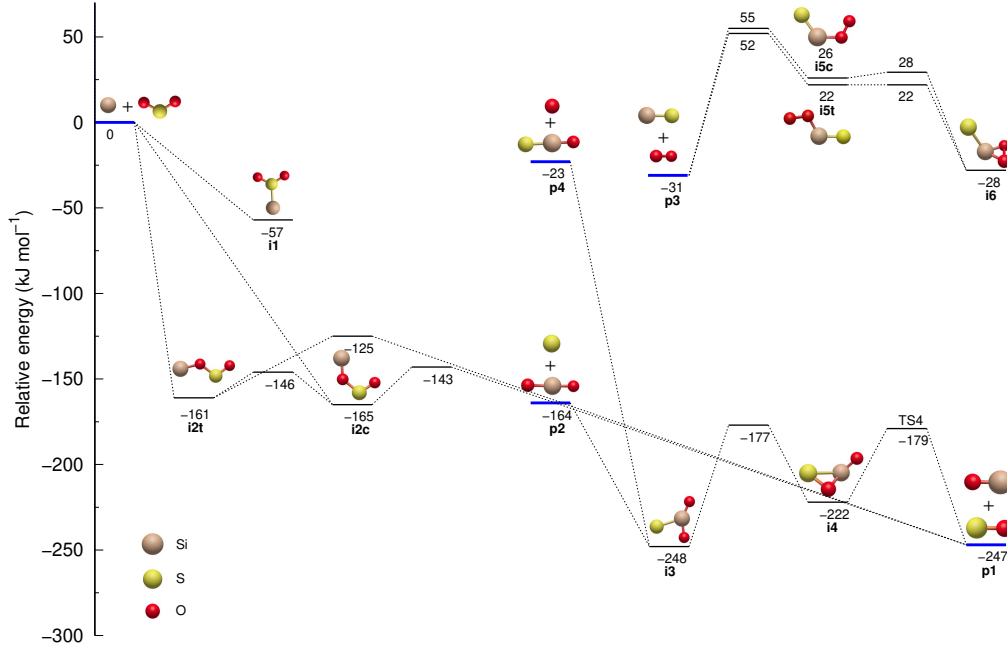 Relative energy (kJ mol−1)
50
0
−50
−100
−150
−200
−250
−300
+
0
−57
i1
−161
i2t
−146
−125
−165
i2c
−143
+
−23
p4
+
−31
p3
55
52
26
i5c
22
i5t
28
22
−28
i6
+
−164
p2
−248
i3
−177
−222
i4
TS4
−179
+
−247
p1
Si
S
O